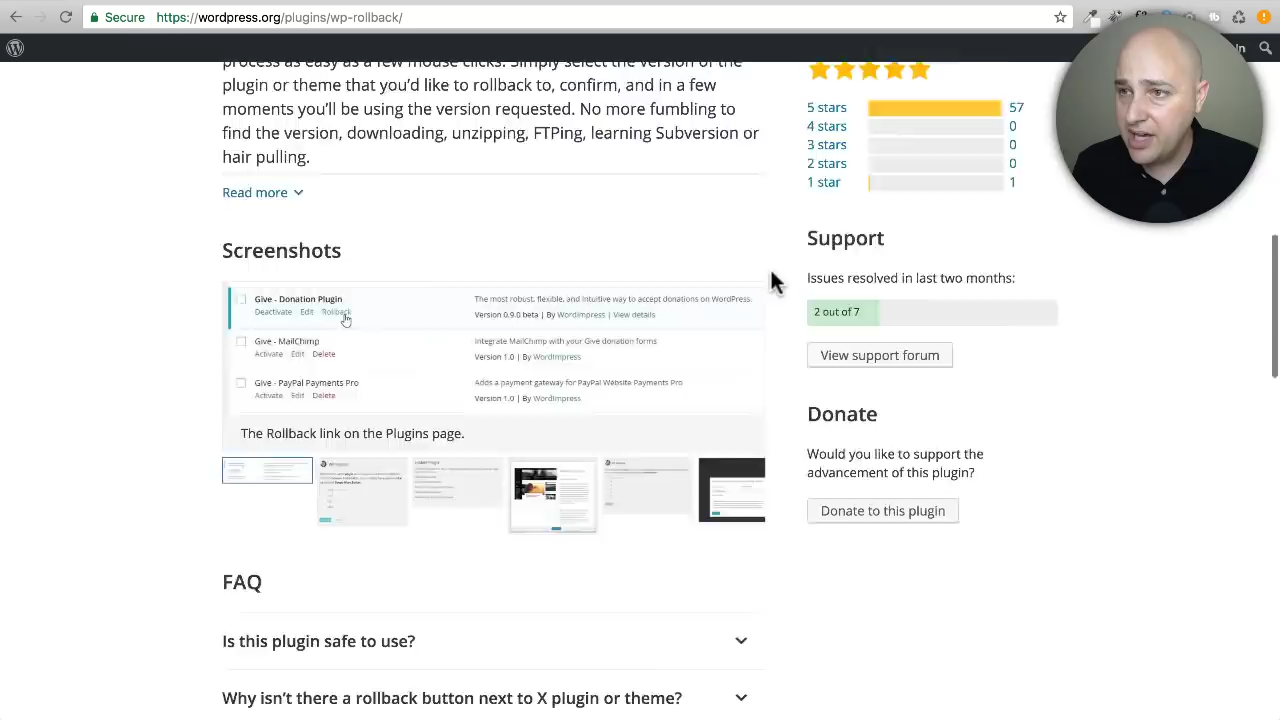 Secure
https://wordpress.org/plugins/wp-rollback/
In
process as easy as a few mouse clicks. Simply select the version of the
plugin or theme that you'd like to rollback to, confirm, and in a few
moments you'll be using the version requested. No more fumbling to
find the version, downloading, unzipping, FTPing, learning Subversion or
hair pulling.
Read more
Screenshots
Give - Donation Plugin
Deactivate Edit Rollback
The most robust, flexible, and intuitive way to accept donations on WordPress.
Version 0.9.0 beta | By WordImpress | View details
Give - MailChimp
Activate Edit Delete
Integrate MailChimp with your Give donation forms
Version 1.0 | By WordImpress
Give - PayPal Payments Pro
Activate Edit Delete
Adds a payment gateway for PayPal Website Payments Pro
Version 1.0 | By WordImpress
The Rollback link on the Plugins page.
FAQ
Is this plugin safe to use?
Why isn't there a rollback button next to X plugin or theme?
5 stars 57
4 stars 0
3 stars 0
2 stars 0
1 star 1
Support
Issues resolved in last two months:
2 out of 7
View support forum
Donate
Would you like to support the
advancement of this plugin?
Donate to this plugin